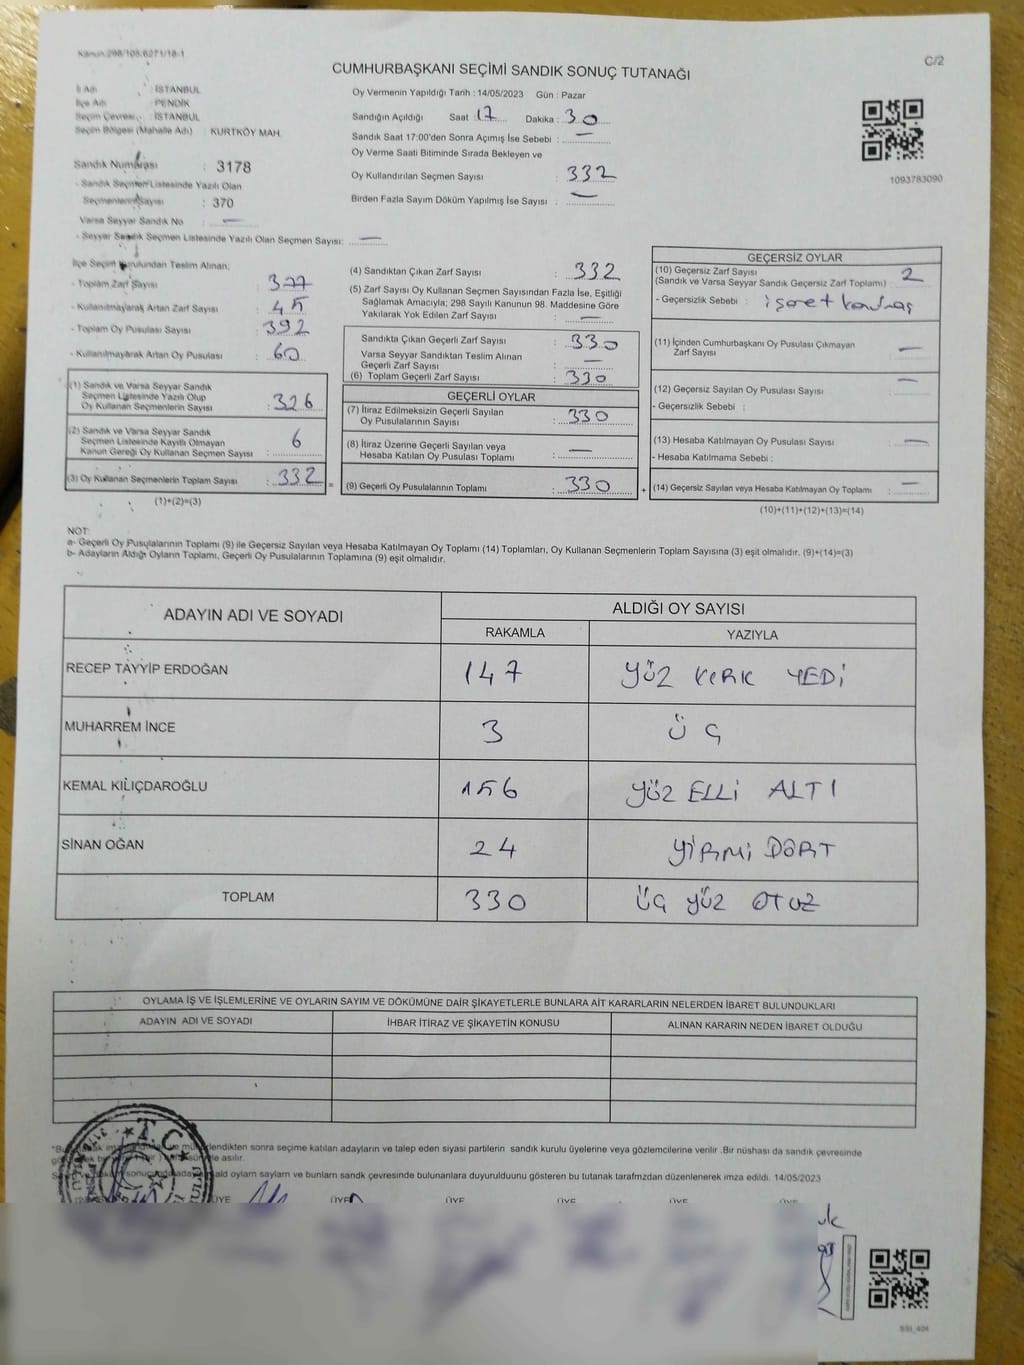 Kanun:298/105;6271/18-1
C/2
CUMHURBAŞKANI SEÇİMİ SANDIK SONUÇ TUTANAĞI
İl Adı : İSTANBUL
İlçe Adı : PENDİK
Seçim Çevresi : İSTANBUL
Seçim Bölgesi (Mahalle Adı) : KURTKÖY MAH.
Sandık Numarası : 3178
- Sandık Seçmen Listesinde Yazılı Olan
Seçmenlerin Sayısı : 370
Varsa Seyyar Sandık No : —
- Seyyar Sandık Seçmen Listesinde Yazılı Olan Seçmen Sayısı: —
Oy Vermenin Yapıldığı Tarih : 14/05/2023 Gün : Pazar
Sandığın Açıldığı Saat : 17 Dakika : 30
Sandık Saat 17:00'den Sonra Açımış İse Sebebi : —
Oy Verme Saati Bitiminde Sırada Bekleyen ve
Oy Kullandırılan Seçmen Sayısı : 332
Birden Fazla Sayım Döküm Yapılmış İse Sayısı : —
1093783090
İlçe Seçim Kurulundan Teslim Alınan;
- Toplam Zarf Sayısı : 377
- Kullanılmayarak Artan Zarf Sayısı : 45
- Toplam Oy Pusulası Sayısı : 392
- Kullanılmayarak Artan Oy Pusulası : 60
(1) Sandık ve Varsa Seyyar Sandık
Seçmen Listesinde Yazılı Olup
Oy Kullanan Seçmenlerin Sayısı : 326
(2) Sandık ve Varsa Seyyar Sandık
Seçmen Listesinde Kayıtlı Olmayan
Kanun Gereği Oy Kullanan Seçmen Sayısı : 6
(3) Oy Kullanan Seçmenlerin Toplam Sayısı : 332 =
(1)+(2)=(3)
(4) Sandıktan Çıkan Zarf Sayısı : 332
(5) Zarf Sayısı Oy Kullanan Seçmen Sayısından Fazla İse, Eşitliği
Sağlamak Amacıyla; 298 Sayılı Kanunun 98. Maddesine Göre
Yakılarak Yok Edilen Zarf Sayısı : —
Sandıkta Çıkan Geçerli Zarf Sayısı : 330
Varsa Seyyar Sandıktan Teslim Alınan
Geçerli Zarf Sayısı : —
(6) Toplam Geçerli Zarf Sayısı : 330
GEÇERLİ OYLAR
(7) İtiraz Edilmeksizin Geçerli Sayılan
Oy Pusulalarının Sayısı : 330
(8) İtiraz Üzerine Geçerli Sayılan veya
Hesaba Katılan Oy Pusulası Toplamı : —
(9) Geçerli Oy Pusulalarının Toplamı : 330 +
GEÇERSİZ OYLAR
(10) Geçersiz Zarf Sayısı
(Sandık ve Varsa Seyyar Sandık Geçersiz Zarf Toplamı) : 2
- Geçersizlik Sebebi : işaret
(11) İçinden Cumhurbaşkanı Oy Pusulası Çıkmayan
Zarf Sayısı : —
(12) Geçersiz Sayılan Oy Pusulası Sayısı : —
- Geçersizlik Sebebi :
(13) Hesaba Katılmayan Oy Pusulası Sayısı : —
- Hesaba Katılmama Sebebi :
(14) Geçersiz Sayılan veya Hesaba Katılmayan Oy Toplamı : —
(10)+(11)+(12)+(13)=(14)
NOT:
a- Geçerli Oy Pusulalarının Toplamı (9) ile Geçersiz Sayılan veya Hesaba Katılmayan Oy Toplamı (14) Toplamları, Oy Kullanan Seçmenlerin Toplam Sayısına (3) eşit olmalıdır. (9)+(14)=(3)
b- Adayların Aldığı Oyların Toplamı, Geçerli Oy Pusulalarının Toplamına (9) eşit olmalıdır.
ADAYIN ADI VE SOYADI ALDIĞI OY SAYISI
RAKAMLA YAZIYLA
RECEP TAYYİP ERDOĞAN 147 YÜZ KIRK YEDİ
MUHARREM İNCE 3 ÜÇ
KEMAL KILIÇDAROĞLU 156 YÜZ ELLİ ALTI
SİNAN OĞAN 24 YİRMİ DÖRT
TOPLAM 330 ÜÇ YÜZ OTUZ
OYLAMA İŞ VE İŞLEMLERİNE VE OYLARIN SAYIM VE DÖKÜMÜNE DAİR ŞİKAYETLERLE BUNLARA AİT KARARLARIN NELERDEN İBARET BULUNDUKLARI
ADAYIN ADI VE SOYADI İHBAR İTİRAZ VE ŞİKAYETİN KONUSU ALINAN KARARIN NEDEN İBARET OLDUĞU
sonra seçime katılan adayların ve talep eden siyasi partilerin sandık kurulu üyelerine veya gözlemcilerine verilir .Bir nüshası da sandık çevresinde
asılır.
oyların sayların ve bunların sandık çevresinde bulunanlara duyurulduunu gösteren bu tutanak tarafmzdan düzenlenerek imza edildi. 14/05/2023
T.C.
ÜYE ÜYE ÜYE ÜYE ÜYE ÜYE